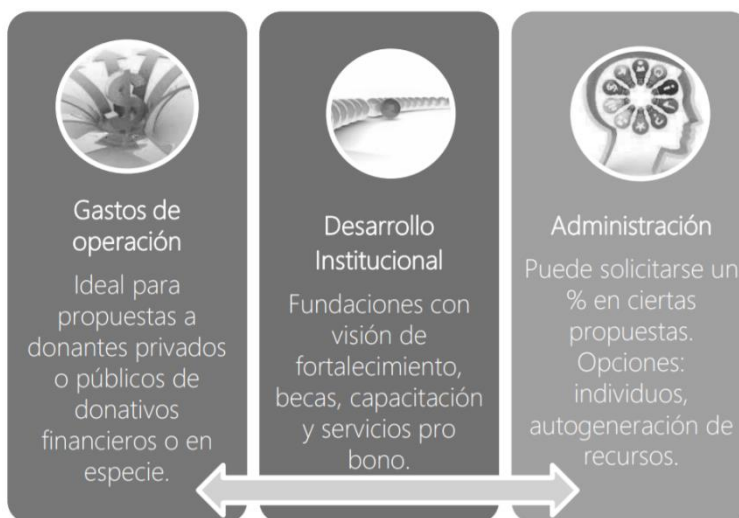 Gastos de
operación
Ideal para
propuestas a
donantes privados
o públicos de
donativos
financieros o en
especie.
Desarrollo
Institucional
Fundaciones con
visión de
fortalecimiento,
becas, capacitación
y servicios pro
bono.
Administración
Puede solicitarse un
% en ciertas
propuestas.
Opciones:
individuos,
autogeneración de
recursos.